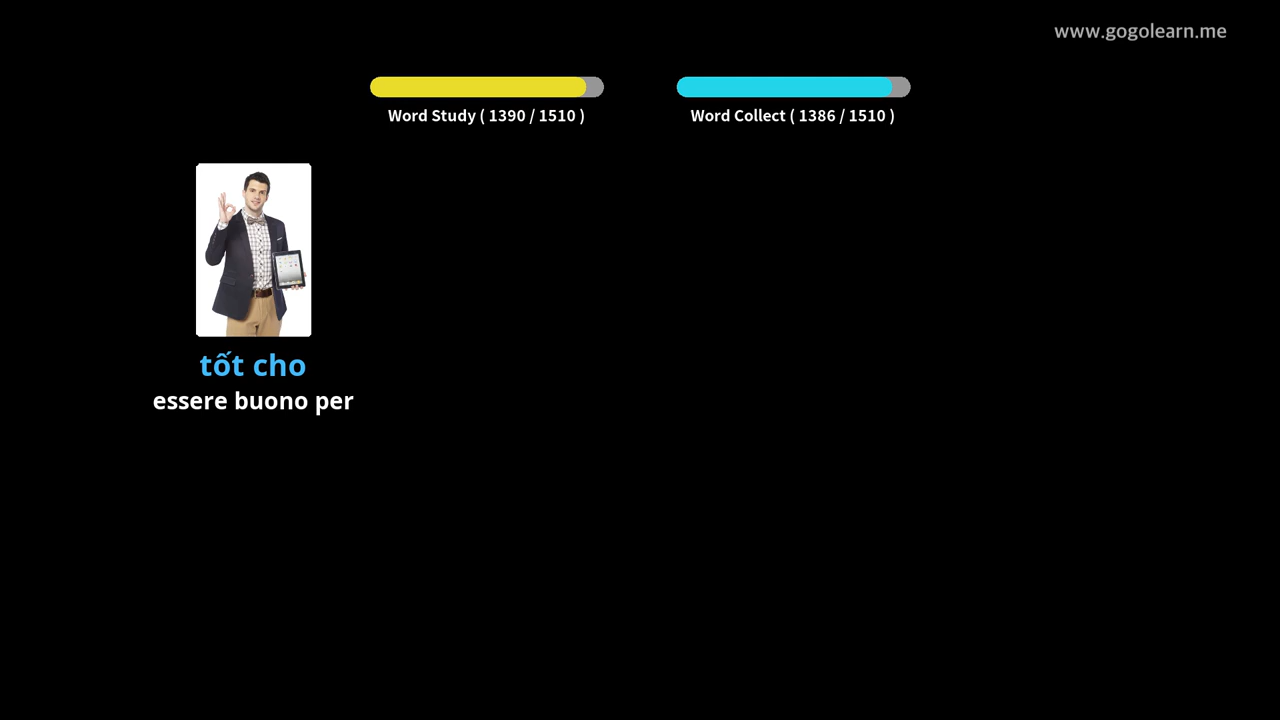 www.gogolearn.me
Word Study ( 1390 / 1510 )
Word Collect ( 1386 / 1510 )
tốt cho
essere buono per